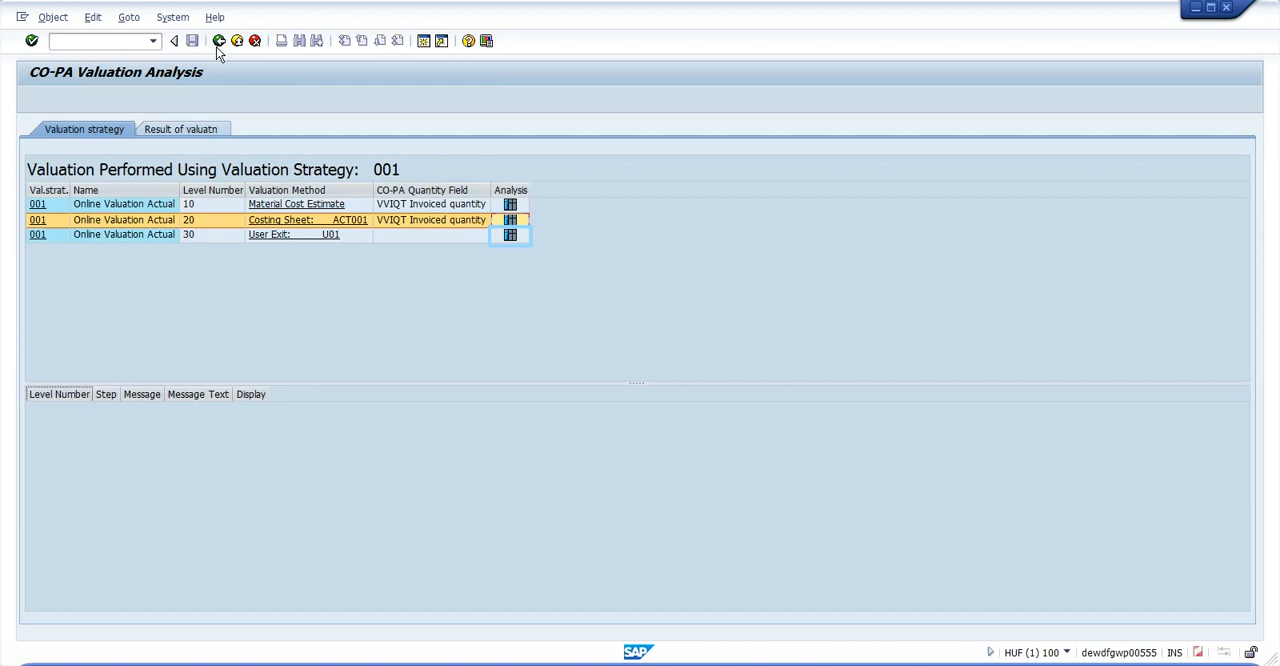 Object Edit Goto System Help
CO-PA Valuation Analysis
Valuation strategy Result of valuatn
Valuation Performed Using Valuation Strategy: 001
Val.strat. Name Level Number Valuation Method CO-PA Quantity Field Analysis
001 Online Valuation Actual 10 Material Cost Estimate VVIQT Invoiced quantity
001 Online Valuation Actual 20 Costing Sheet: ACT001 VVIQT Invoiced quantity
001 Online Valuation Actual 30 User Exit: U01
Level Number Step Message Message Text Display
SAP HUF (1) 100 dewdfgwp00555 INS